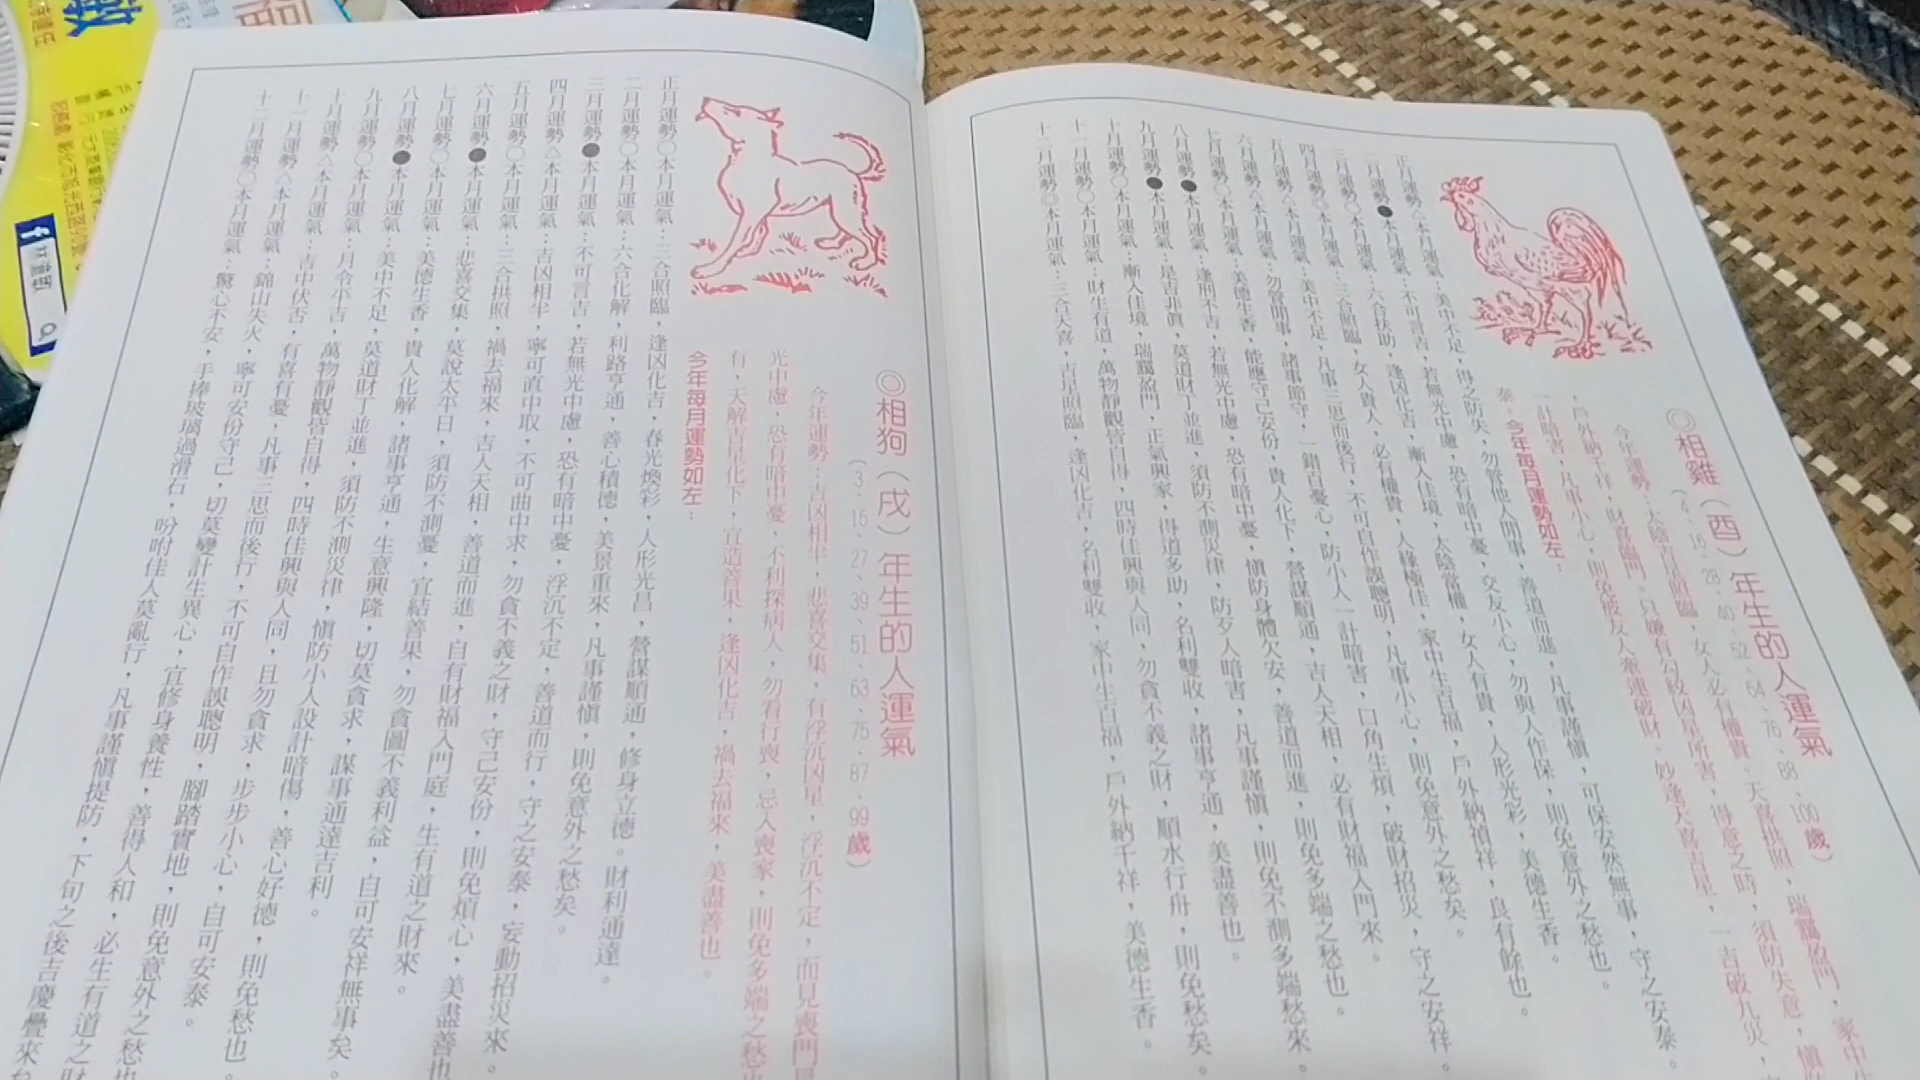 ◎相雞（酉）年生的人運氣
（4、16、28、40、52、64、76、88、100歲）
今年運勢：太陰吉星照臨，女人必有權貴。天喜拱照，瑞靄盈門，家中生
，戶外納千祥，財喜臨門。只嫌有勾紋凶星所害，得意之時，須防失意，慎防
一計暗害，凡事小心，則免被友人牽連破財。妙逢天喜吉星，一吉破九災，
泰。今年每月運勢如左：
正月運勢△本月運氣：美中不足，得之防失，勿管他人閒事，善道而進，凡事謹慎，可保安然無事，守之安泰。
二月運勢●本月運氣：不可言吉，若無光中處，恐有暗中憂，交友小心，勿與人作保，則免意外之愁也。
三月運勢○本月運氣：六合扶助，逢凶化吉，漸入佳境，太陰當權，女人有貴，人形光彩，美德生香。
四月運勢◎本月運氣：三合照臨，女人貴人，必有權貴，人緣極佳，家中生百福，戶外納禎祥，良有餘也。
五月運勢△本月運氣：美中不足，凡事三思而後行，不可自作誤聰明，凡事小心，則免意外之愁矣。
六月運勢△本月運氣：勿管閒事，諸事節守，一錯百憂心，防小人一計暗害，口角生煩，破財招災，守之安祥。
七月運勢○本月運氣：美德生香，能應守己安份，貴人化下，營謀順通，吉人天相，必有財福入門來。
八月運勢●本月運氣：逢刑不吉，若無光中處，恐有暗中憂，慎防身體欠安，善道而進，則免多端之愁也。
九月運勢●本月運氣：是吉非真，莫道財丁並進，須防不測災律，防歹人暗害，凡事謹慎，則免不測多端愁來。
十月運勢○本月運氣：漸入佳境，瑞靄盈門，正氣興家，得道多助，名利雙收，諸事亨通，美盡善也。
十一月運勢○本月運氣：財生有道，萬物靜觀皆自得，四時佳興與人同，勿貪不義之財，順水行舟，則免愁矣。
十二月運勢◎本月運氣：三合大喜，吉星照臨，逢凶化吉，名利雙收，家中生百福，戶外納千祥，美德生香。
◎相狗（戌）年生的人運氣
（3、15、27、39、51、63、75、87、99歲）
今年運勢：吉凶相半，悲喜交集，有浮沉凶星，浮沉不定，而見喪門星
光中處，恐有暗中憂，不利探病人，勿看行喪，忌入喪家，則免多端之愁也
有，天解吉星化下，宜造善果，逢凶化吉，禍去福來，美盡善也。
今年每月運勢如左：
正月運勢○本月運氣：三合照臨，逢凶化吉，春光煥彩，人形光昌，營謀順通，修身立德。財利通達。
二月運勢○本月運氣：六合化解，利路亨通，善心積德，美景重來，凡事謹慎，則免意外之愁矣。
三月運勢●本月運氣：不可言吉，若無光中處，恐有暗中憂，浮沉不定，善道而行，守之安泰，妄動招災來。
四月運勢△本月運氣：吉凶相半，寧可直中取，不可曲中求，勿貪不義之財，守己安份，則免煩心，美盡善也
五月運勢○本月運氣：三合拱照，禍去福來，吉人天相，善道而進，自有財福入門庭，生有道之財來。
六月運勢●本月運氣：悲喜交集，莫說太平日，須防不測憂，宜結善果，勿貪圖不義利益，自可安祥無事矣。
七月運勢○本月運氣：美德生香，貴人化解，諸事亨通，生意興隆，切莫貪求，謀事通達吉利。
八月運勢●本月運氣：美中不足，莫道財丁並進，須防不測災律，慎防小人設計暗傷，善心好德，則免愁也。
九月運勢○本月運氣：月令平吉，萬物靜觀皆自得，四時佳興與人同，且勿貪求，步步小心，自可安泰。
十月運勢△本月運氣：吉中伏否，有喜有憂，凡事三思而後行，不可自作誤聰明，腳踏實地，則免意外之愁也
十一月運勢△本月運氣：錦山失火，寧可安份守己，切莫變計生異心，宜修身養性，善得人和，必生有道之財
十二月運勢○本月運氣：驚心不安，手捧玻璃過滑石，吩咐佳人莫亂行，凡事謹慎提防，下旬之後吉慶疊來矣